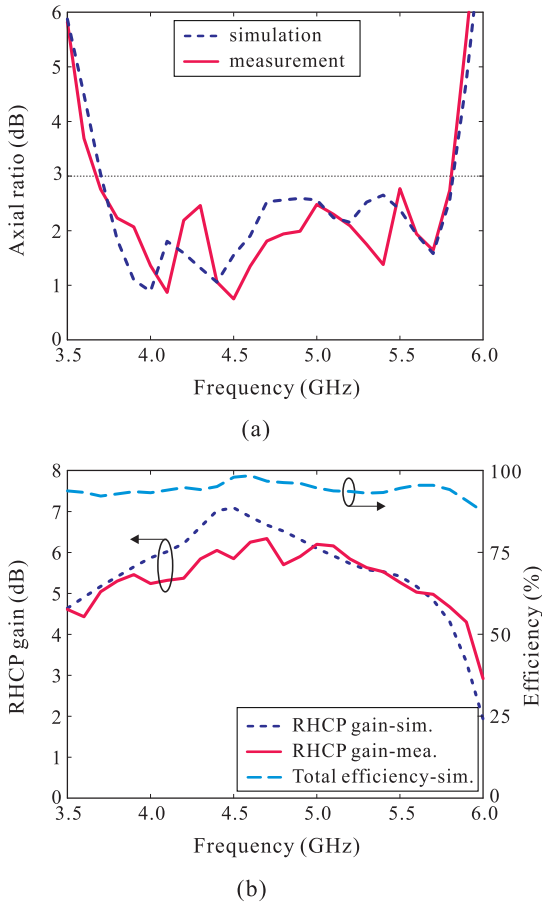 6
5
4
3
2
1
0
Axial ratio (dB)
simulation
measurement
3.5 4.0 4.5 5.0 5.5 6.0
Frequency (GHz)
(a)
8
7
6
5
4
3
2
1
0
RHCP gain (dB)
100
75
50
25
0
Efficiency (%)
RHCP gain-sim.
RHCP gain-mea.
Total efficiency-sim.
3.5 4.0 4.5 5.0 5.5 6.0
Frequency (GHz)
(b)